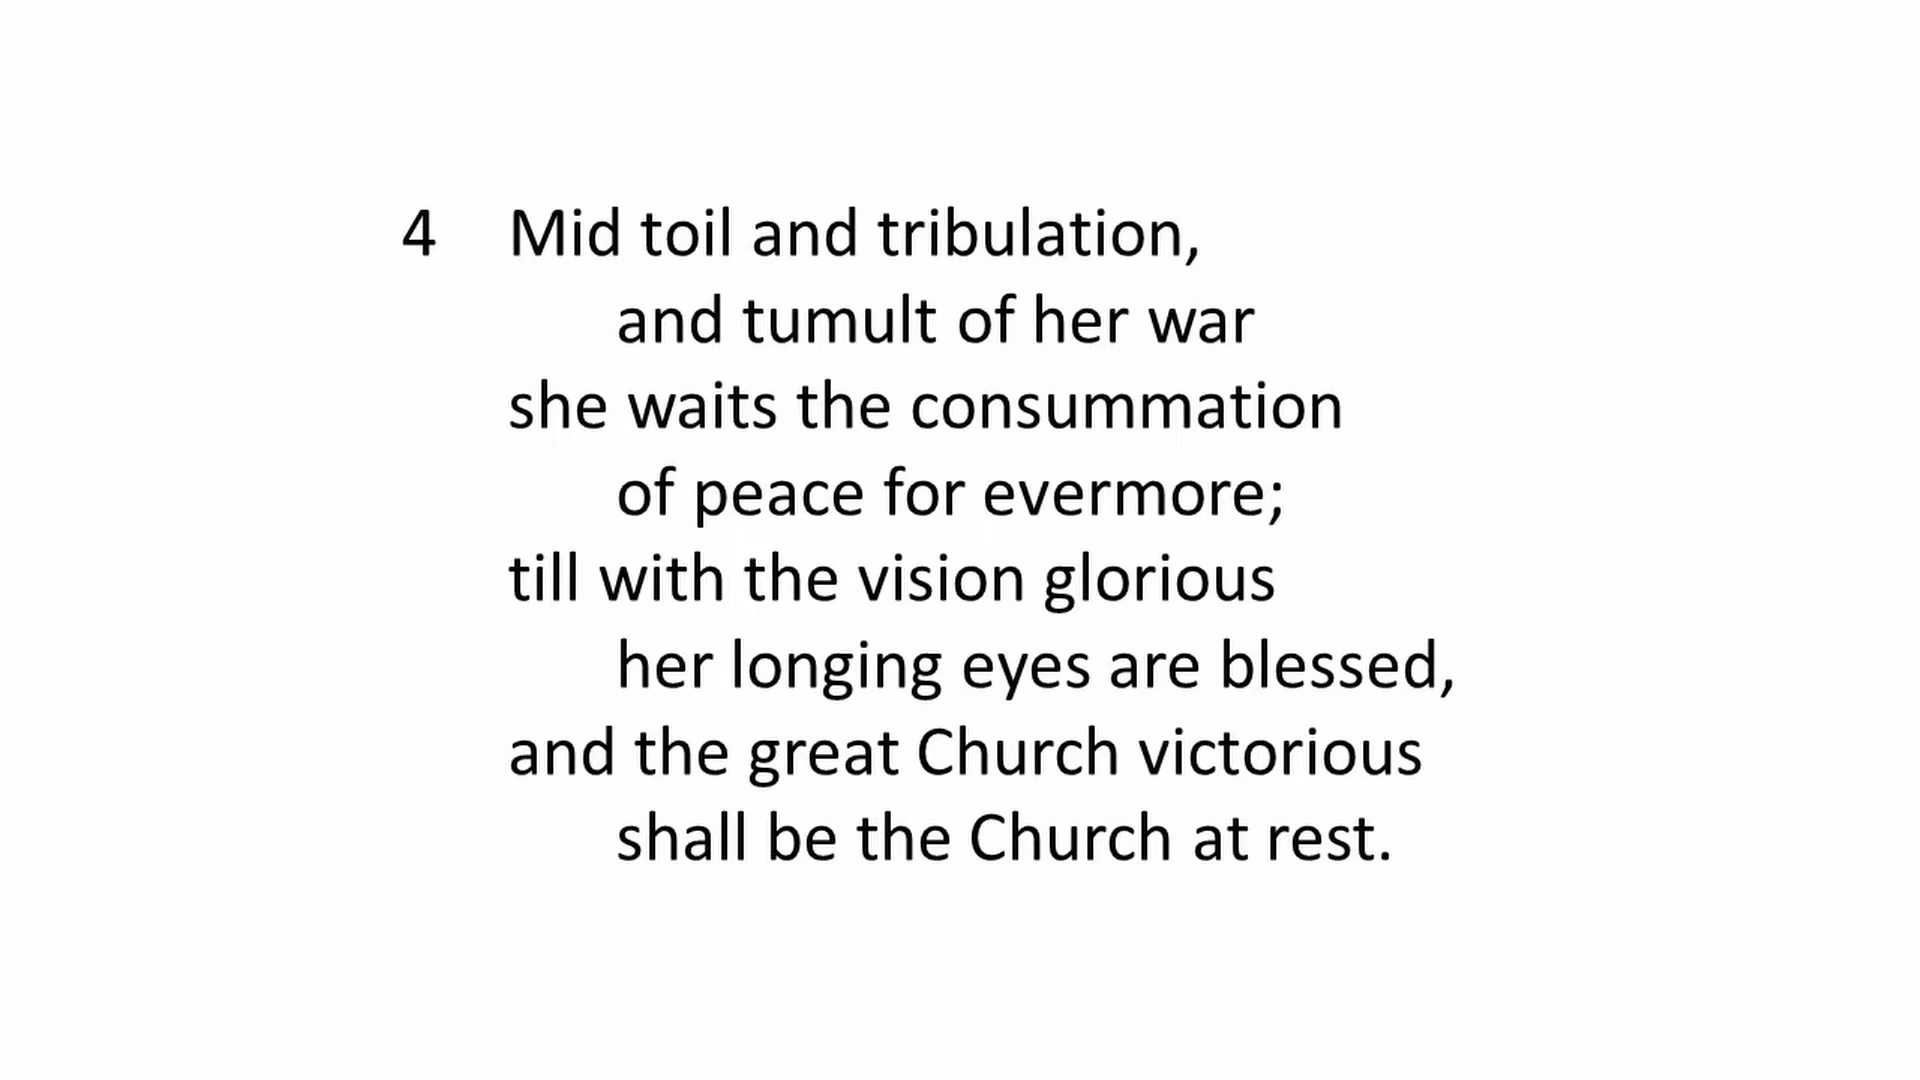 4 Mid toil and tribulation,
and tumult of her war
she waits the consummation
of peace for evermore;
till with the vision glorious
her longing eyes are blessed,
and the great Church victorious
shall be the Church at rest.